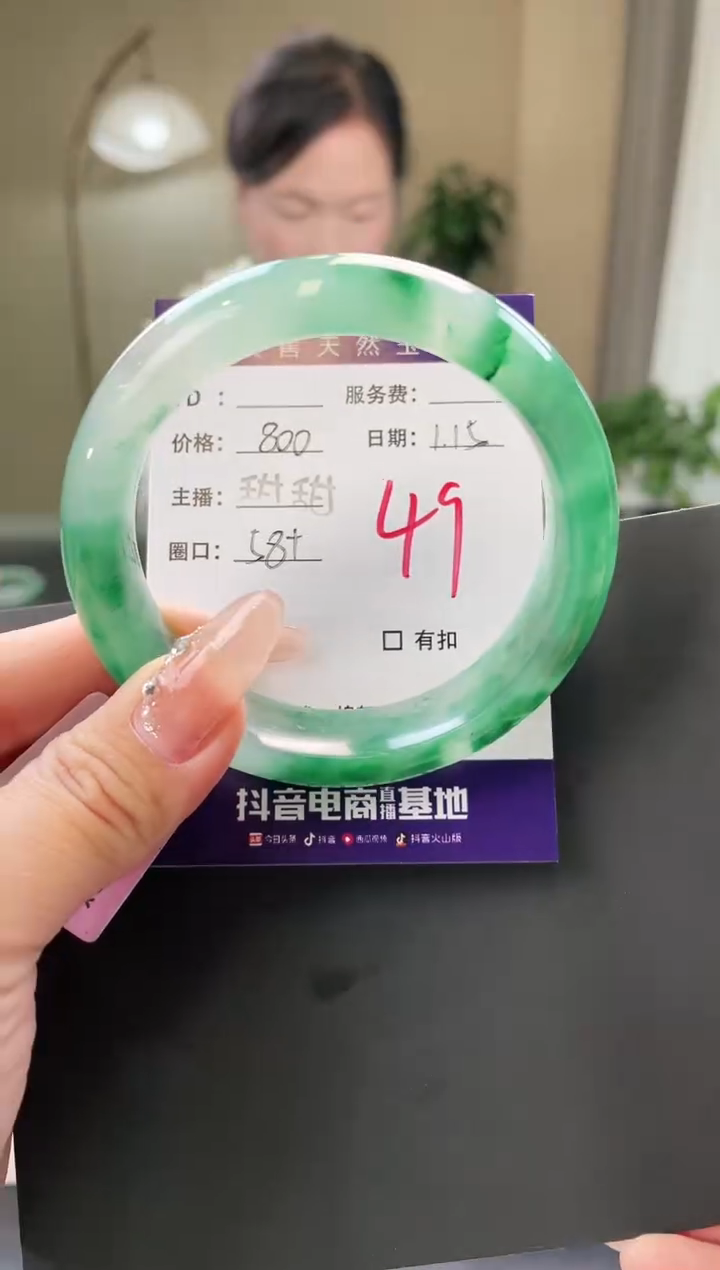 售天然玉
D：
服务费：
价格：800
日期：1.15
主播：甜甜
49
圈口：58+
有扣
抖音电商直播基地
今日头条 抖音 西瓜视频 抖音火山版